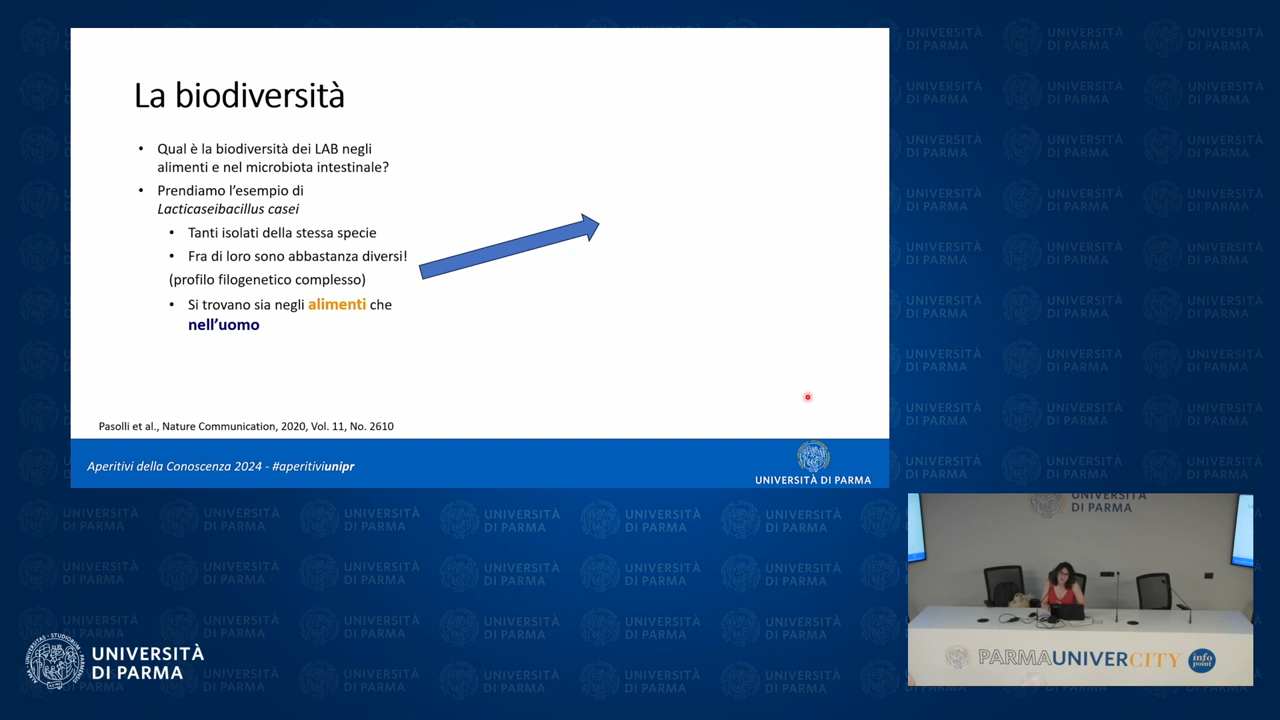 La biodiversità
• Qual è la biodiversità dei LAB negli
alimenti e nel microbiota intestinale?
• Prendiamo l'esempio di
Lacticaseibacillus casei
• Tanti isolati della stessa specie
• Fra di loro sono abbastanza diversi!
(profilo filogenetico complesso)
• Si trovano sia negli alimenti che
nell'uomo
Pasolli et al., Nature Communication, 2020, Vol. 11, No. 2610
Aperitivi della Conoscenza 2024 - #aperitiviunipr
UNIVERSITÀ DI PARMA
UNIVERSITÀ
DI PARMA
UNIVERSITÀ
DI PARMA
PARMAUNIVERCITY
info
point